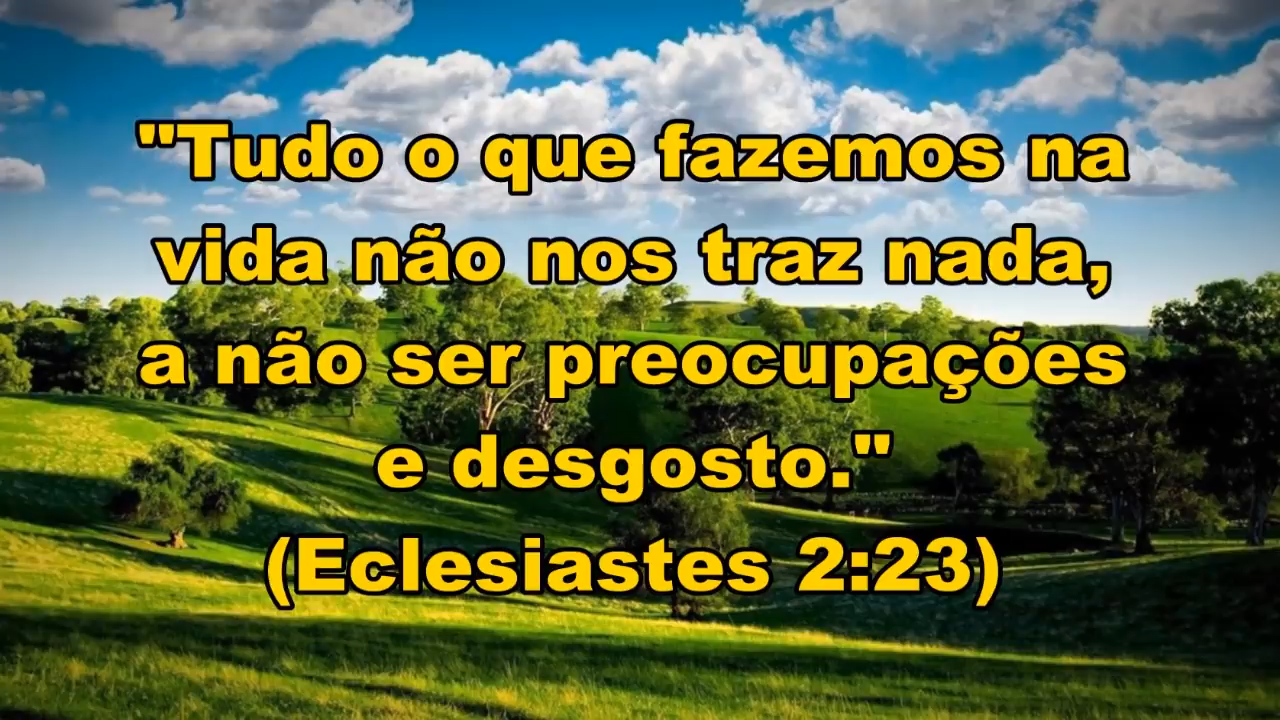 "Tudo o que fazemos na
vida não nos traz nada,
a não ser preocupações
e desgosto."
(Eclesiastes 2:23)